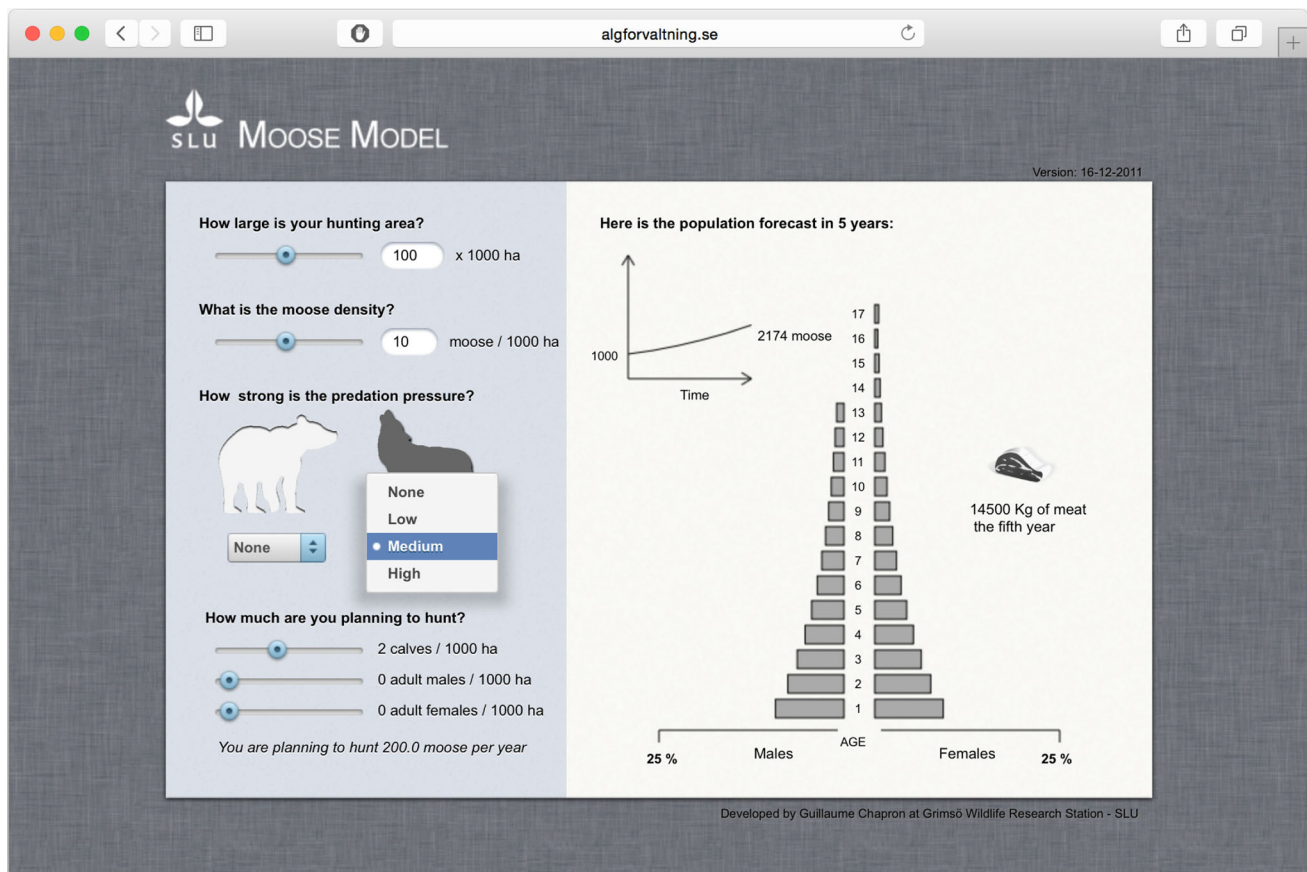 algforvaltning.se
SLU MOOSE MODEL
Version: 16-12-2011
How large is your hunting area?
100 x 1000 ha
What is the moose density?
10 moose / 1000 ha
How strong is the predation pressure?
None
None
Low
Medium
High
How much are you planning to hunt?
2 calves / 1000 ha
0 adult males / 1000 ha
0 adult females / 1000 ha
You are planning to hunt 200.0 moose per year
Here is the population forecast in 5 years:
1000
2174 moose
Time
17
16
15
14
13
12
11
10
9
8
7
6
5
4
3
2
1
AGE
25 %
Males
Females
25 %
14500 Kg of meat
the fifth year
Developed by Guillaume Chapron at Grimsö Wildlife Research Station - SLU